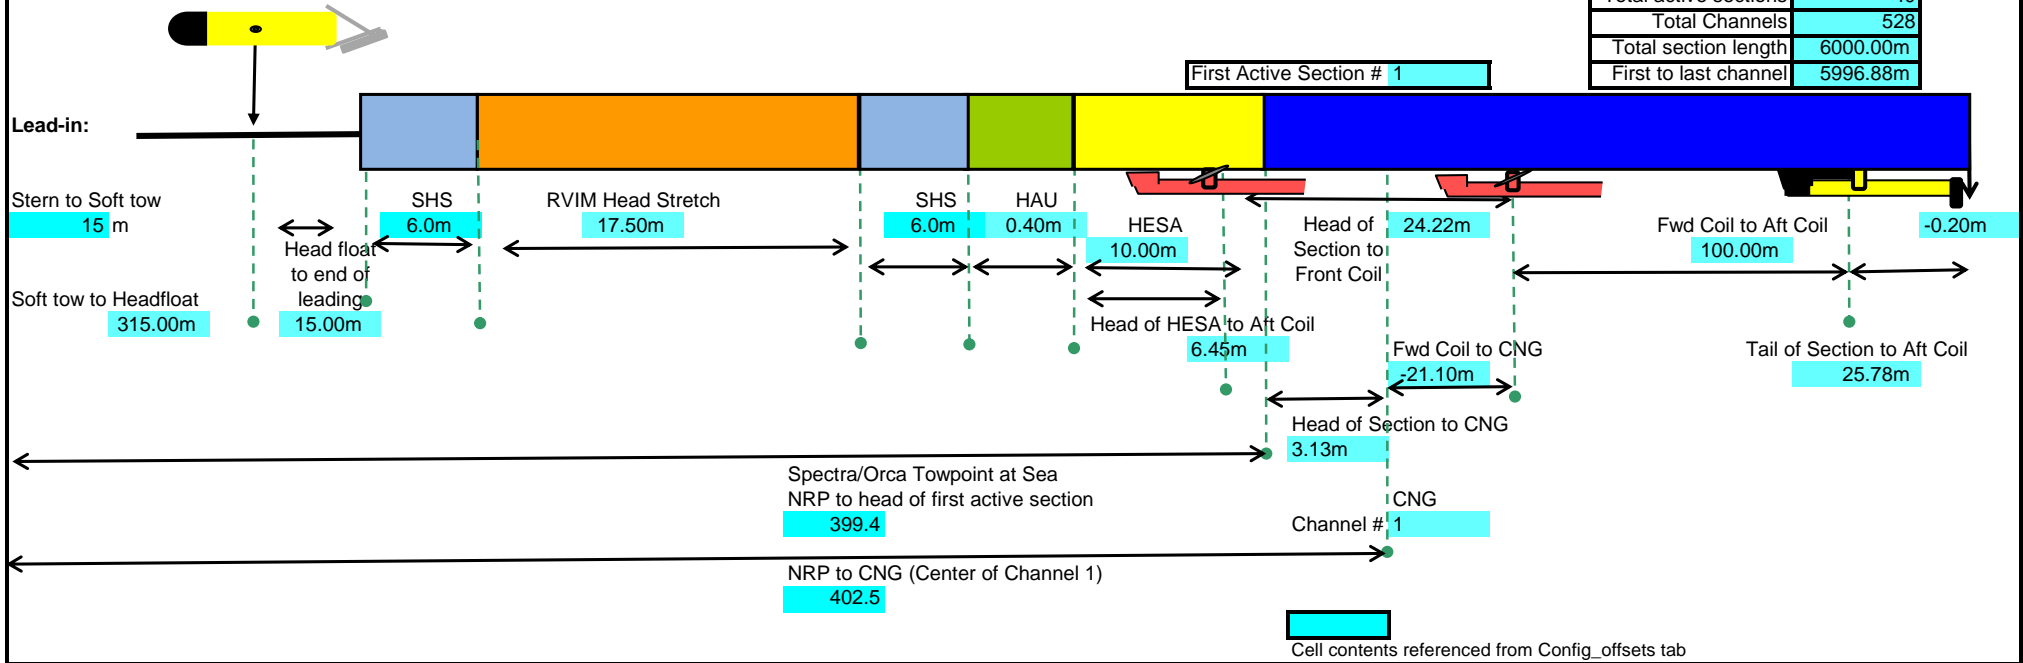 Total Channels 528
Total section length 6000.00m
First to last channel 5996.88m
First Active Section # 1
Lead-in:
Stern to Soft tow
15 m
Soft tow to Headfloat
315.00m
Head float
to end of
leading
15.00m
SHS
6.0m
RVIM Head Stretch
17.50m
SHS
6.0m
HAU
0.40m
HESA
10.00m
Head of HESA to Aft Coil
6.45m
Head of
Section to
Front Coil
24.22m
Fwd Coil to Aft Coil
100.00m
-0.20m
Fwd Coil to CNG
-21.10m
Tail of Section to Aft Coil
25.78m
Head of Section to CNG
3.13m
Spectra/Orca Towpoint at Sea
NRP to head of first active section
399.4
CNG
Channel # 1
NRP to CNG (Center of Channel 1)
402.5
Cell contents referenced from Config_offsets tab